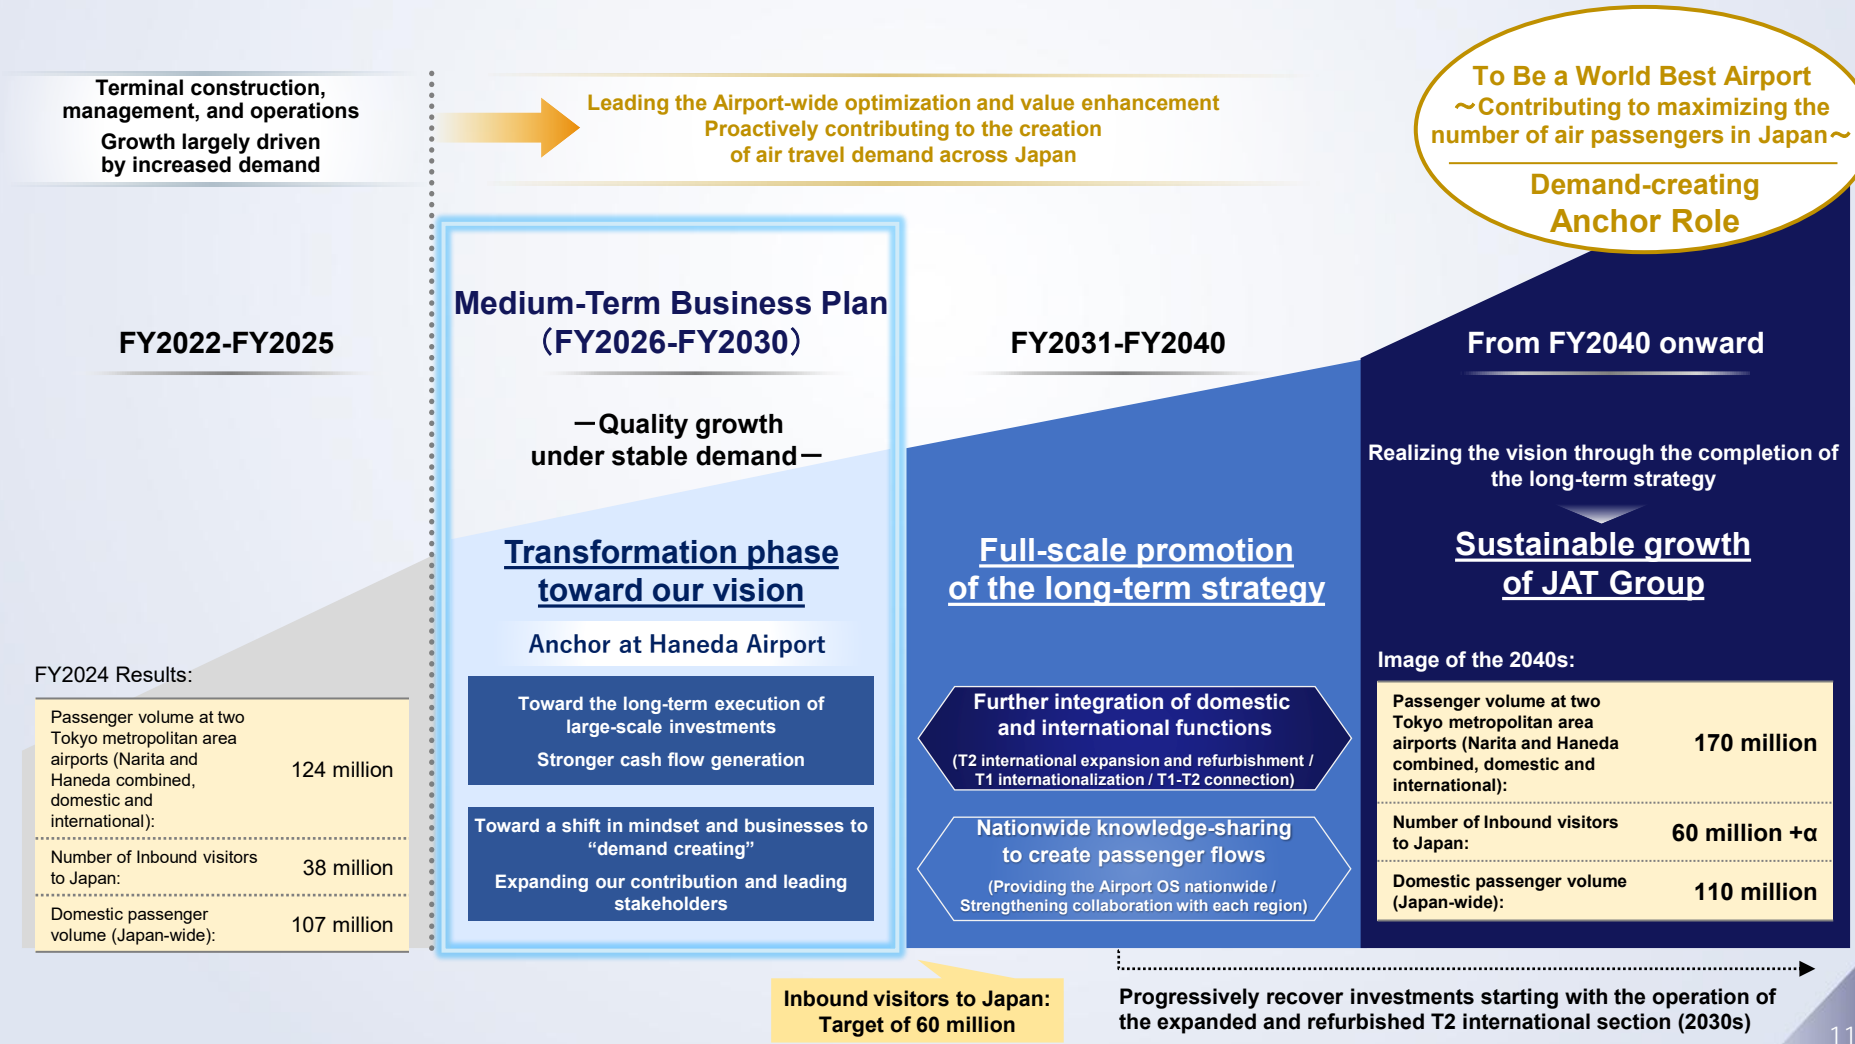 Terminal construction,
management, and operations
Growth largely driven
by increased demand
Leading the Airport-wide optimization and value enhancement
Proactively contributing to the creation
of air travel demand across Japan
To Be a World Best Airport
～Contributing to maximizing the
number of air passengers in Japan～
Demand-creating
Anchor Role
FY2022-FY2025
FY2024 Results:
Passenger volume at two
Tokyo metropolitan area
airports (Narita and
Haneda combined,
domestic and
international):
124 million
Number of Inbound visitors
to Japan:
38 million
Domestic passenger
volume (Japan-wide):
107 million
Medium-Term Business Plan
（FY2026-FY2030）
－Quality growth
under stable demand－
Transformation phase
toward our vision
Anchor at Haneda Airport
Toward the long-term execution of
large-scale investments
Stronger cash flow generation
Toward a shift in mindset and businesses to
“demand creating”
Expanding our contribution and leading
stakeholders
Inbound visitors to Japan:
Target of 60 million
FY2031-FY2040
Full-scale promotion
of the long-term strategy
Further integration of domestic
and international functions
(T2 international expansion and refurbishment /
T1 internationalization / T1-T2 connection)
Nationwide knowledge-sharing
to create passenger flows
(Providing the Airport OS nationwide /
Strengthening collaboration with each region)
From FY2040 onward
Realizing the vision through the completion of
the long-term strategy
Sustainable growth
of JAT Group
Image of the 2040s:
Passenger volume at two
Tokyo metropolitan area
airports (Narita and Haneda
combined, domestic and
international):
170 million
Number of Inbound visitors
to Japan:
60 million +α
Domestic passenger volume
(Japan-wide):
110 million
Progressively recover investments starting with the operation of
the expanded and refurbished T2 international section (2030s)
11